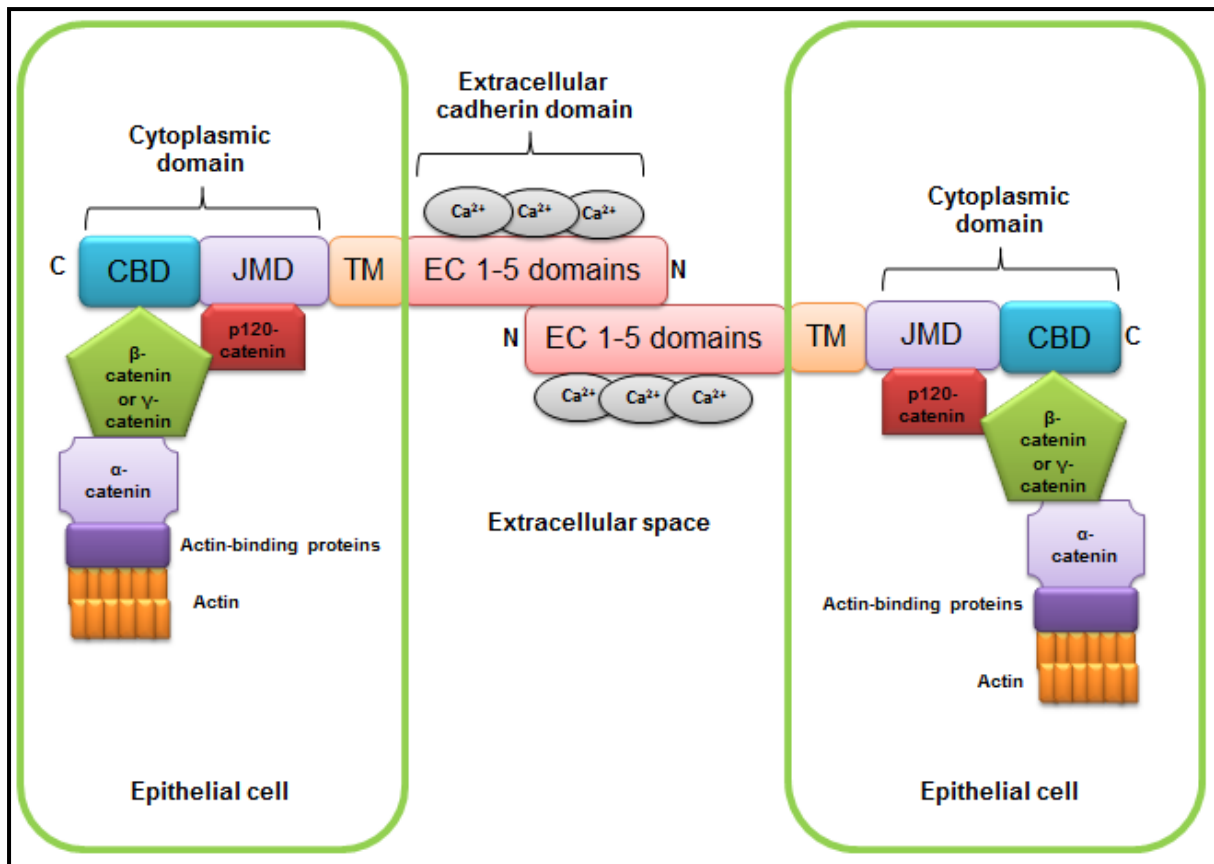 Extracellular
cadherin domain
Cytoplasmic
domain
Ca²⁺ Ca²⁺ Ca²⁺
C CBD JMD TM EC 1-5 domains N
p120-
catenin
β-
catenin
or γ-
catenin
α-
catenin
Actin-binding proteins
Actin
Epithelial cell
Cytoplasmic
domain
N EC 1-5 domains TM JMD CBD C
Ca²⁺ Ca²⁺ Ca²⁺
p120-
catenin
β-
catenin
or γ-
catenin
α-
catenin
Actin-binding proteins
Actin
Extracellular space
Epithelial cell